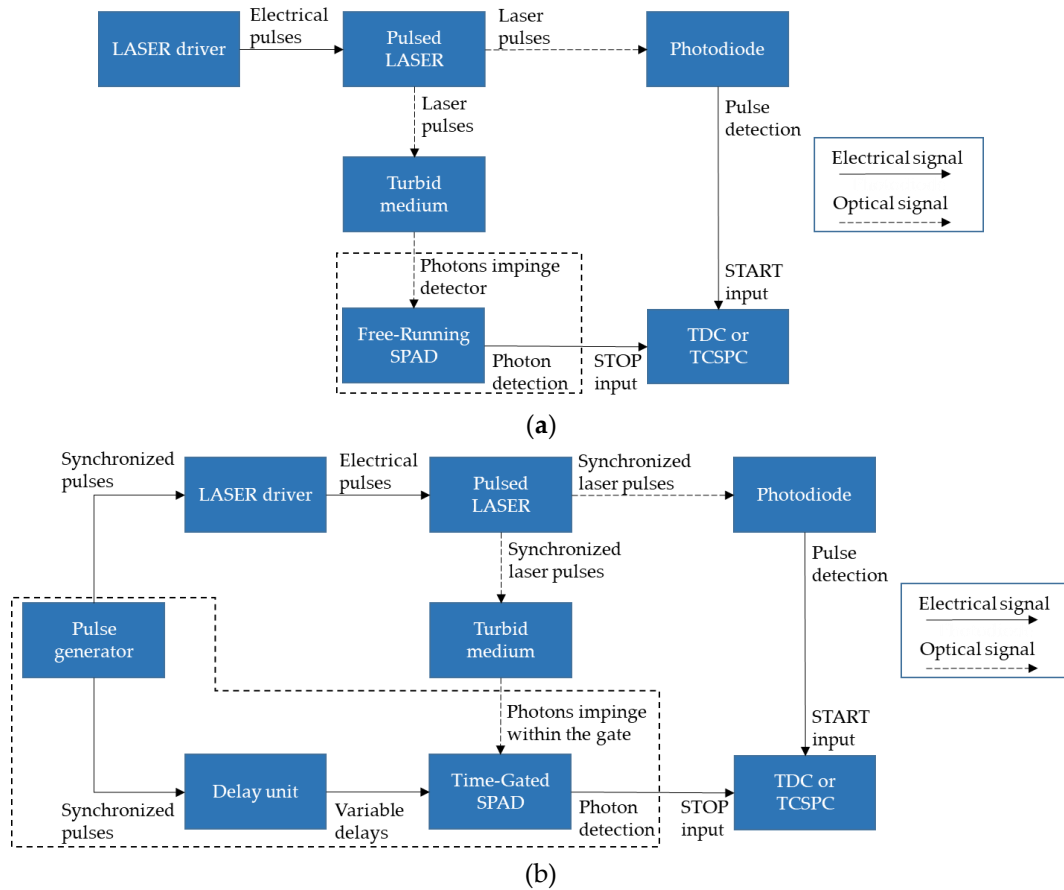 LASER driver
Electrical
pulses
Pulsed
LASER
Laser
pulses
Photodiode
Laser
pulses
Pulse
detection
Electrical signal
Optical signal
Turbid
medium
Photons impinge
detector
START
input
Free-Running
SPAD
Photon
detection
STOP
input
TDC or
TCSPC
(a)
Synchronized
pulses
LASER driver
Electrical
pulses
Pulsed
LASER
Synchronized
laser pulses
Photodiode
Synchronized
laser pulses
Pulse
detection
Electrical signal
Optical signal
Pulse
generator
Turbid
medium
Photons impinge
within the gate
START
input
Synchronized
pulses
Delay unit
Variable
delays
Time-Gated
SPAD
Photon
detection
STOP
input
TDC or
TCSPC
(b)